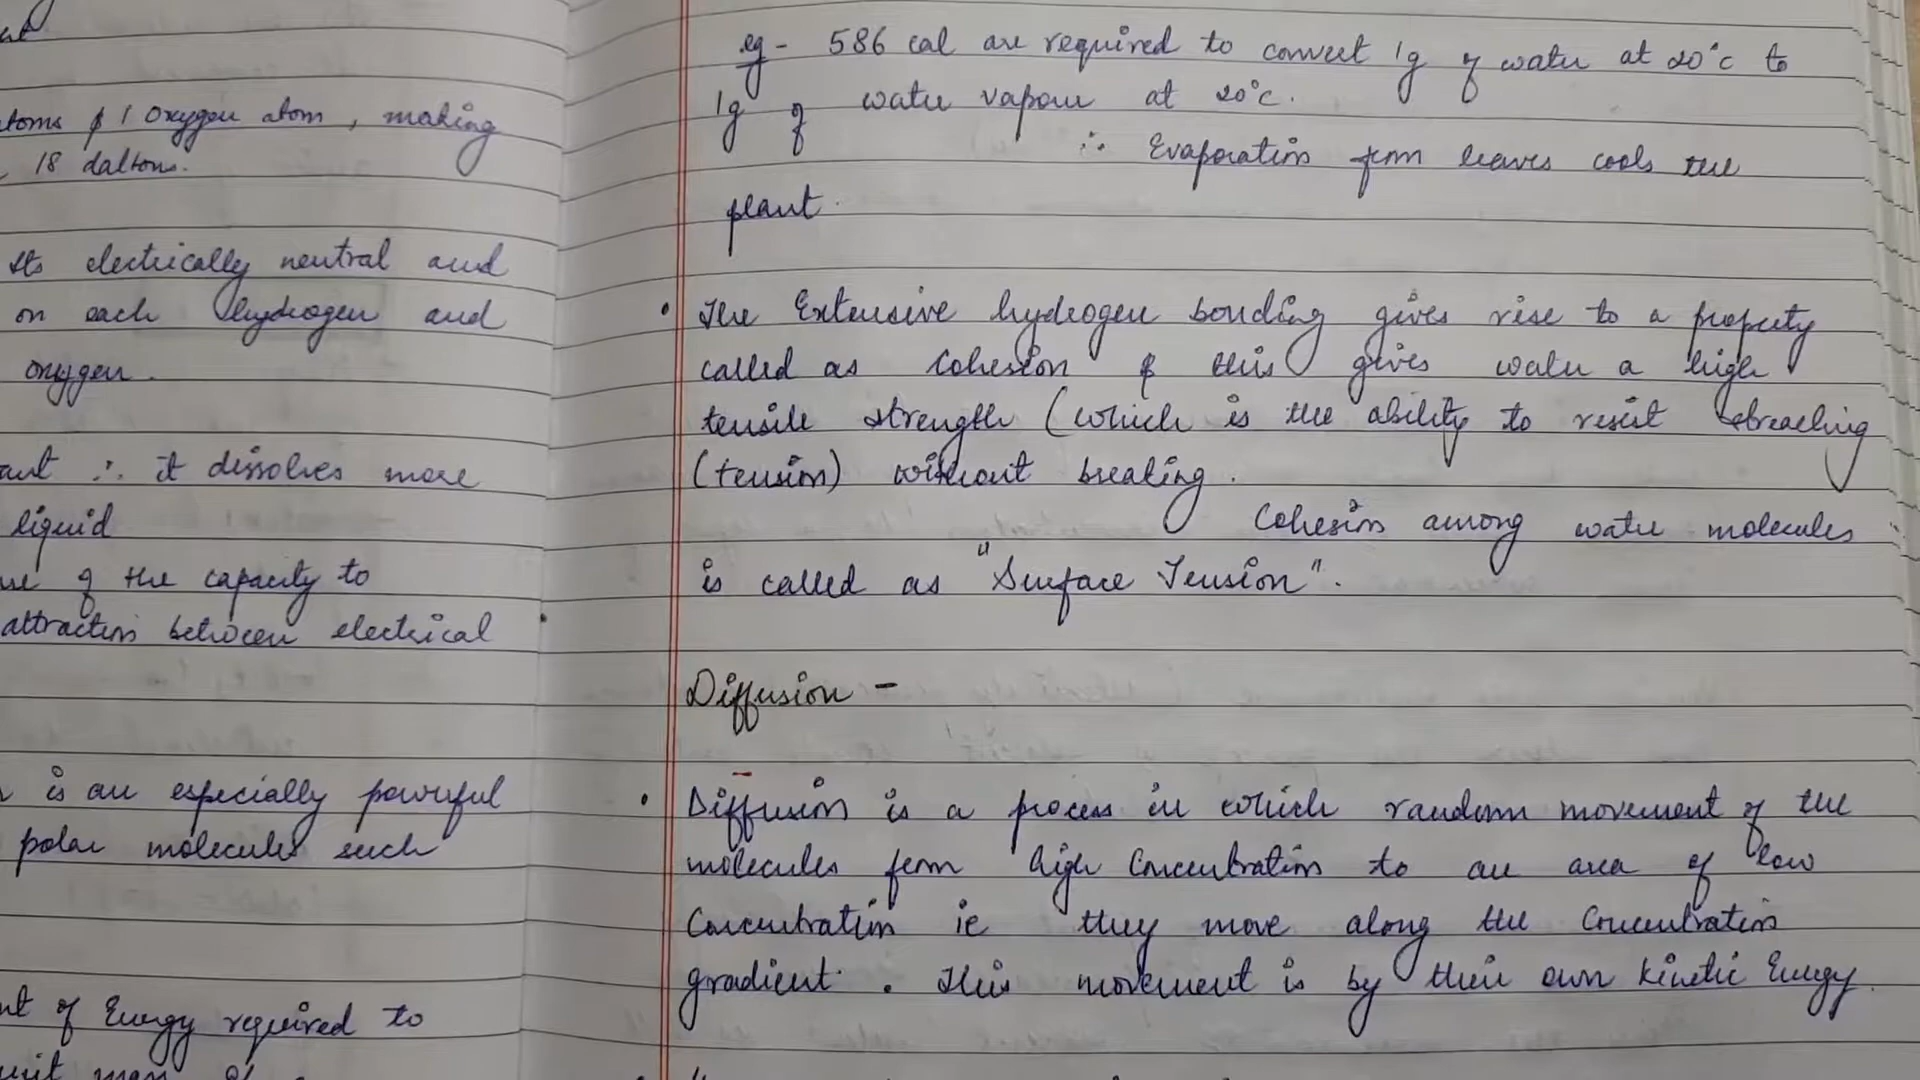 toms & 1 Oxygen atom, making
18 daltons.
Its electrically neutral and
on each hydrogen and
oxygen.
ant ∴ it dissolves more
liquid
of the capacity to
attraction between electrical
is an especially powerful
polar molecules such
of Energy required to
eg - 586 cal are required to convert 1g of water at 20°c to
1g of water vapour at 20°c.
∴ Evaporation from leaves cools the
plant.
• The Extensive hydrogen bonding gives rise to a property
called as Cohesion & this gives water a high
tensile strength (which is the ability to resist streaching
(tension) without breaking.
Cohesion among water molecules
is called as "Surface Tension".
Diffusion -
• Diffusion is a process in which random movement of the
molecules from high Concentration to an area of low
Concentration ie they move along the Concentration
gradient. This movement is by their own kinetic Energy.